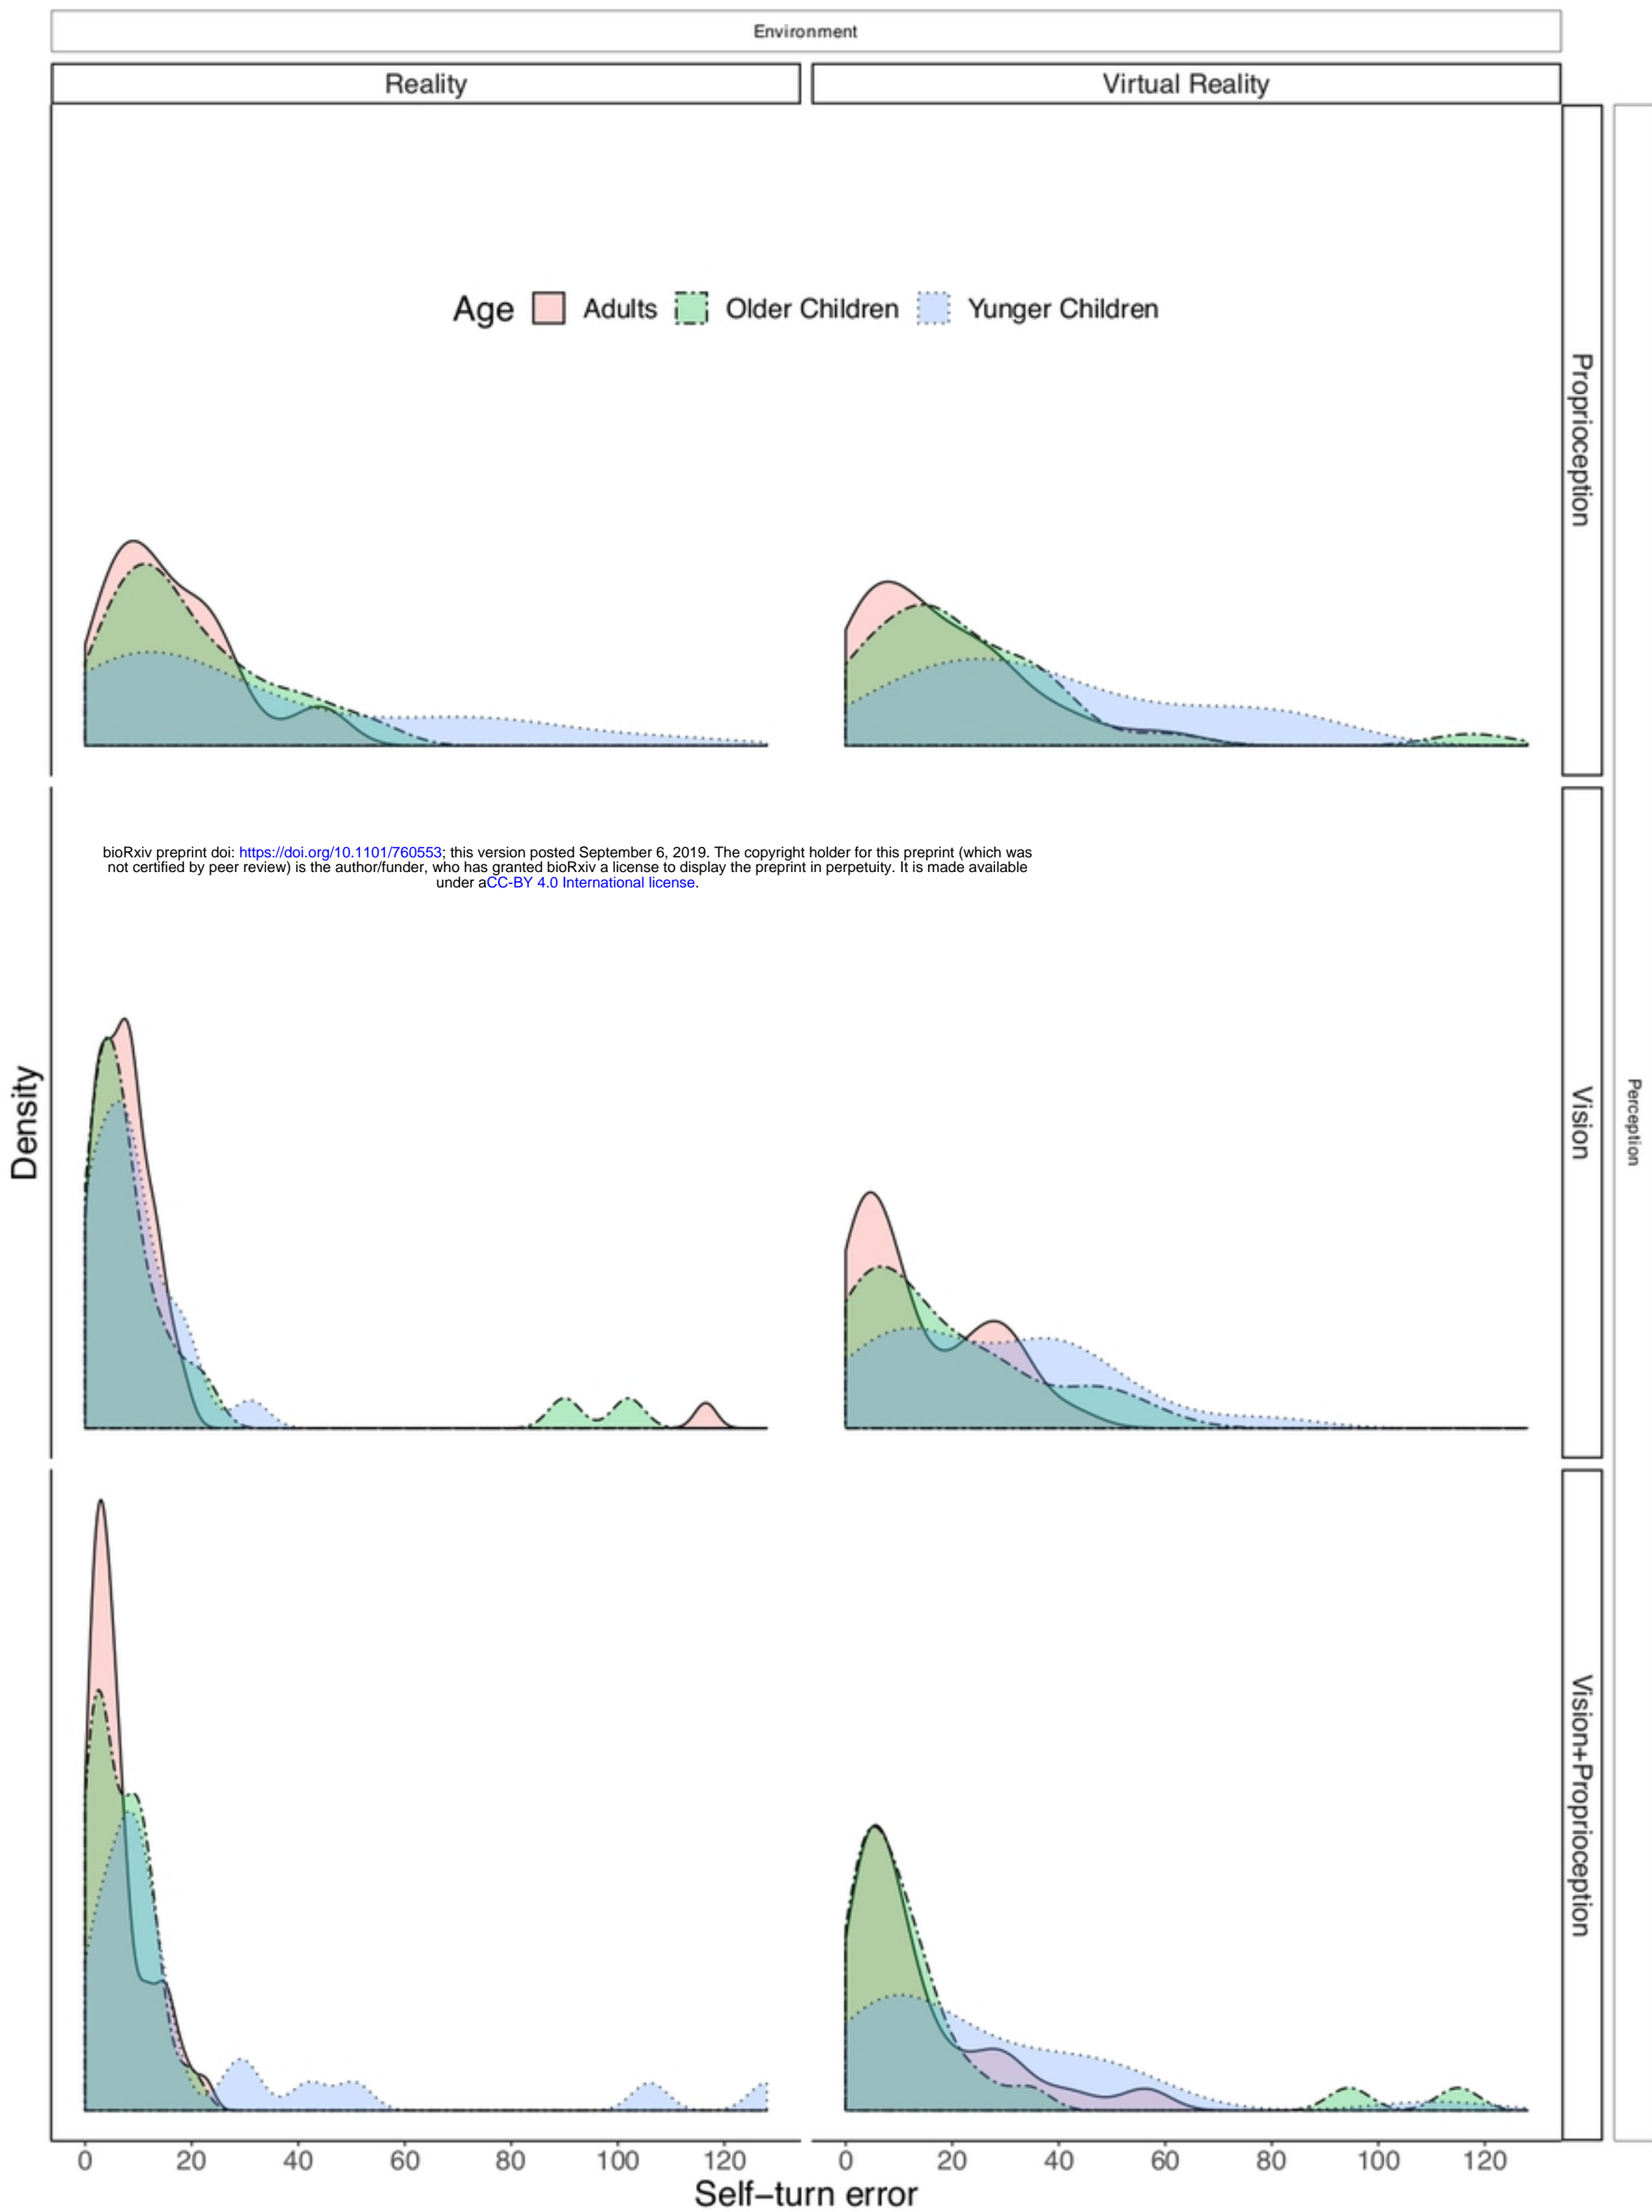 Environment
Reality
Virtual Reality
Age Adults Older Children Yunger Children
Proprioception
bioRxiv preprint doi: https://doi.org/10.1101/760553; this version posted September 6, 2019. The copyright holder for this preprint (which was
not certified by peer review) is the author/funder, who has granted bioRxiv a license to display the preprint in perpetuity. It is made available
under aCC-BY 4.0 International license.
Density
Vision
Perception
Vision+Proprioception
0 20 40 60 80 100 120
0 20 40 60 80 100 120
Self−turn error